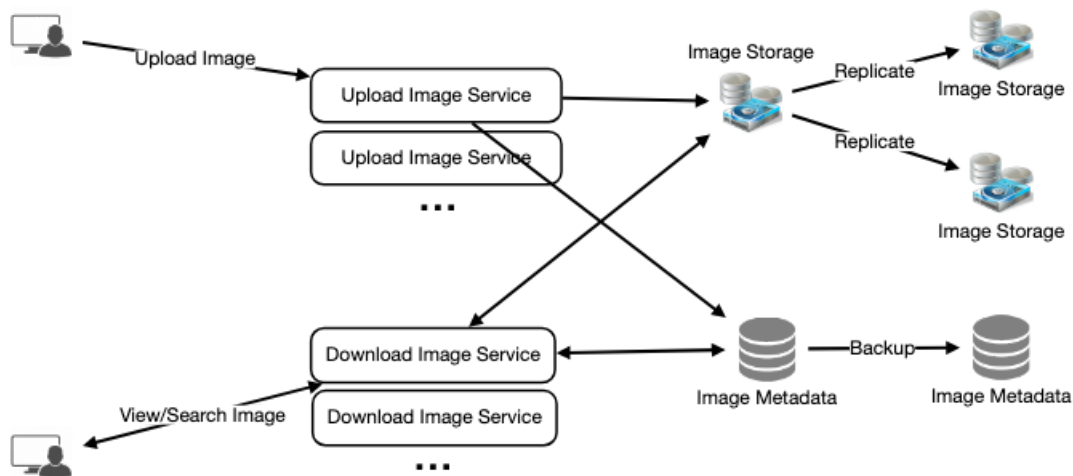 Upload Image
Upload Image Service
Upload Image Service
...
Image Storage
Replicate
Image Storage
Replicate
Image Storage
Download Image Service
Download Image Service
...
View/Search Image
Image Metadata
Backup
Image Metadata